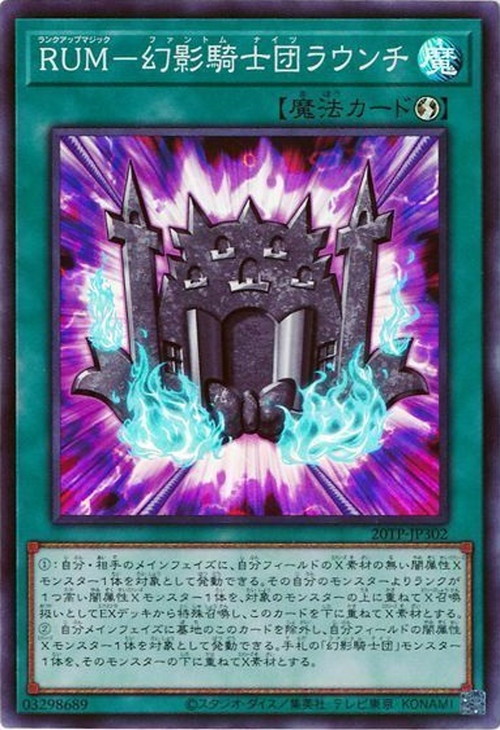 ランクアップマジック ファントム ナイツ
RUM－幻影騎士団ラウンチ 魔
まほう
【魔法カード】
20TP-JP302
①：自分・相手のメインフェイズに、自分フィールドのX素材の無い闇属性X
モンスター1体を対象として発動できる。その自分のモンスターよりランクが
1つ高い闇属性Xモンスター1体を、対象のモンスターの上に重ねてX召喚
扱いとしてEXデッキから特殊召喚し、このカードを下に重ねてX素材とする。
② 自分メインフェイズに墓地のこのカードを除外し、自分フィールドの闇属性
Xモンスター1体を対象として発動できる。手札の「幻影騎士団」モンスター
1体を、そのモンスターの下に重ねてX素材とする。
03298689 ©スタジオ・ダイス／集英社・テレビ東京・KONAMI